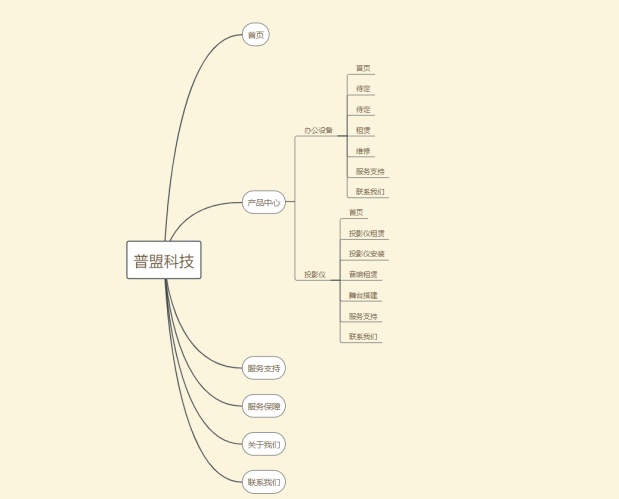 首页
首页
待定
待定
办公设备
租赁
维修
服务支持
联系我们
产品中心
首页
投影仪租赁
投影仪安装
普盟科技
投影仪
音响租赁
舞台搭建
服务支持
联系我们
服务支持
服务保障
关于我们
联系我们